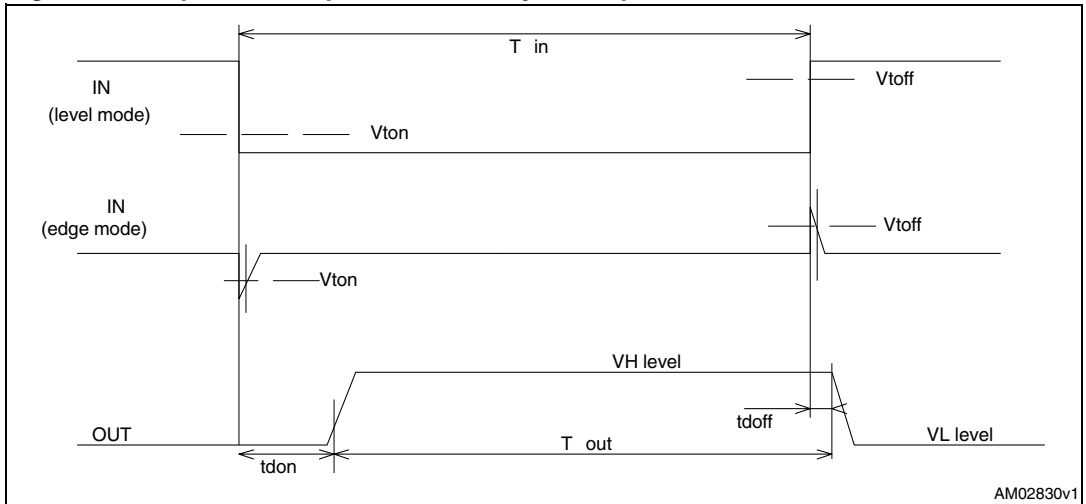 T in
IN
(level mode)
Vtoff
Vton
IN
(edge mode)
Vtoff
Vton
VH level
tdoff
OUT
T out
VL level
tdon
AM02830v1